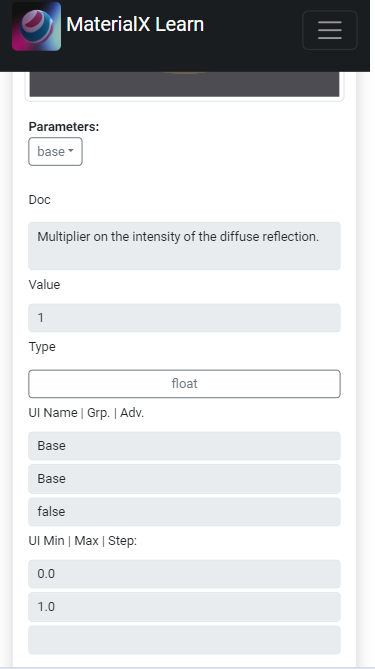 MaterialX Learn
Parameters:
base
Doc
Multiplier on the intensity of the diffuse reflection.
Value
1
Type
float
UI Name | Grp. | Adv.
Base
Base
false
UI Min | Max | Step:
0.0
1.0